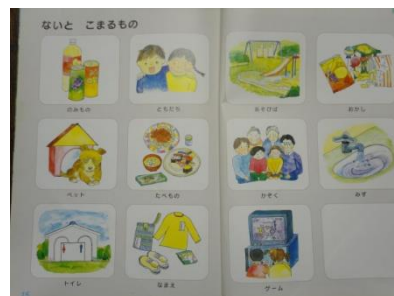 ないと こまるもの
のみもの
ともだち
あそびば
おかし
ペット
たべもの
かぞく
みず
トイレ
なまえ
ゲーム